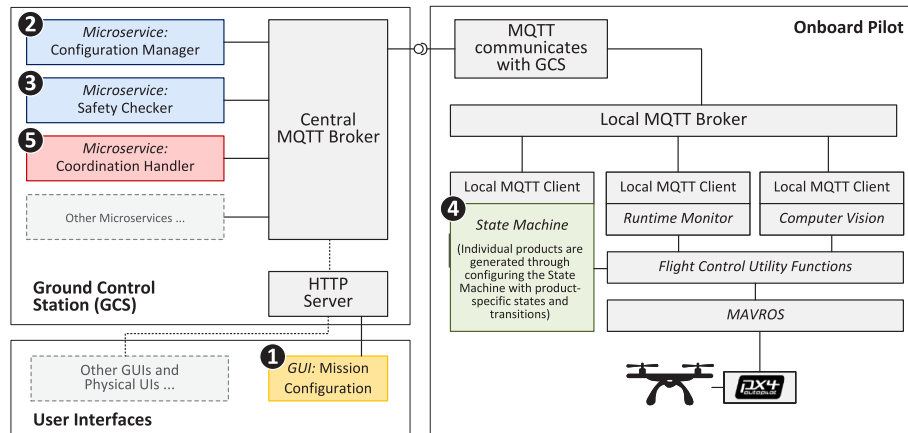 2
Microservice:
Configuration Manager
3
Microservice:
Safety Checker
5
Microservice:
Coordination Handler
Other Microservices ...
Central
MQTT Broker
HTTP
Server
Ground Control
Station (GCS)
Other GUIs and
Physical UIs ...
1
GUI: Mission
Configuration
User Interfaces
Onboard Pilot
MQTT
communicates
with GCS
Local MQTT Broker
Local MQTT Client
4
State Machine
(Individual products are
generated through
configuring the State
Machine with product-
specific states and
transitions)
Local MQTT Client
Runtime Monitor
Local MQTT Client
Computer Vision
Flight Control Utility Functions
MAVROS
px4
autopilot